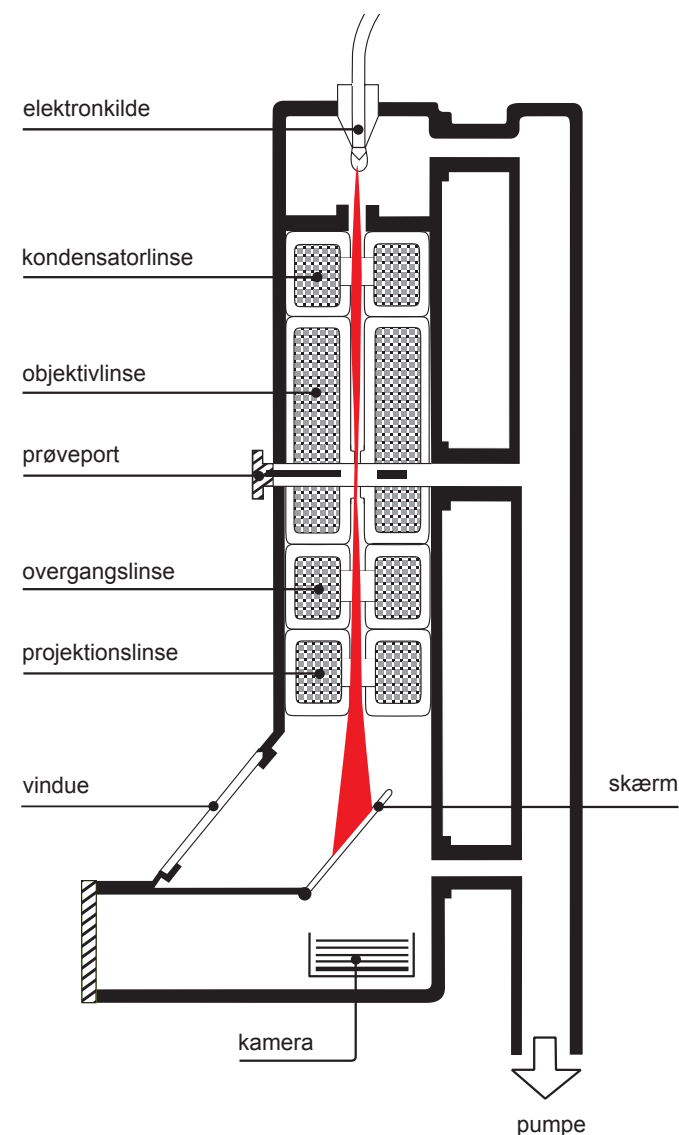 elektronkilde
kondensatorlinse
objektivlinse
prøveport
overgangslinse
projektionslinse
vindue
skærm
kamera
pumpe